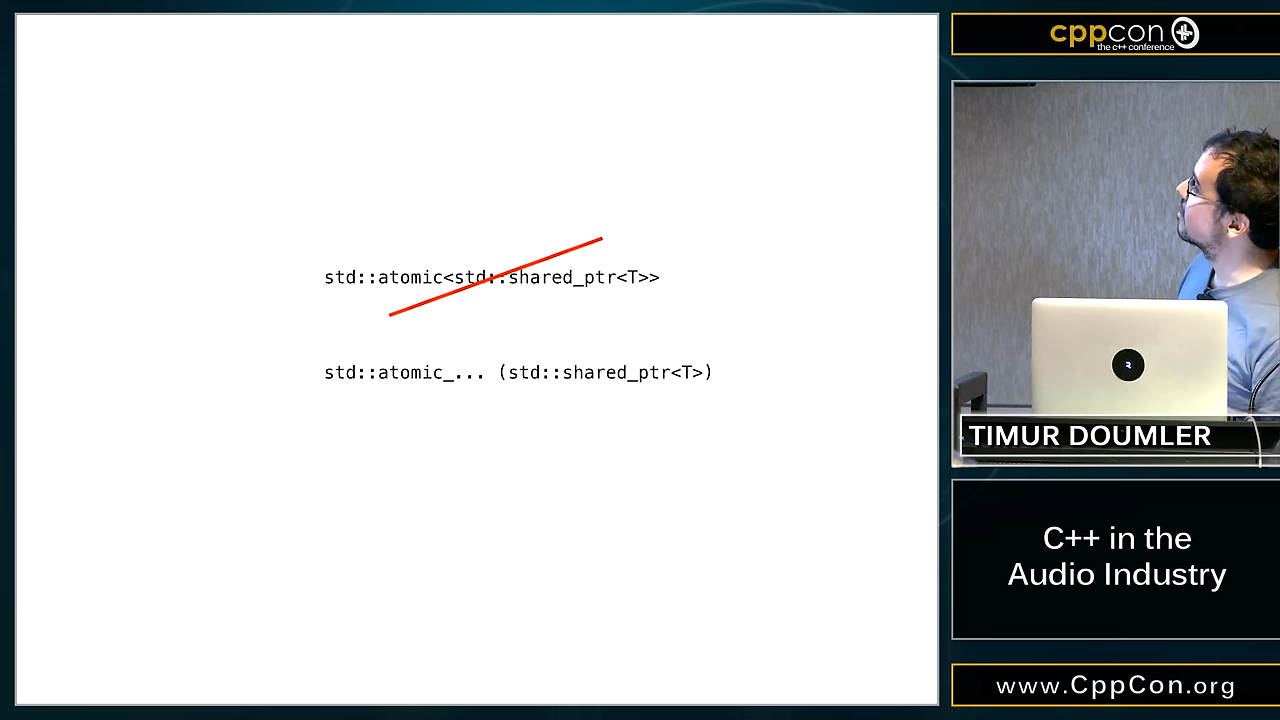 std::atomic<std::shared_ptr<T>>
std::atomic_... (std::shared_ptr<T>)
cppcon
the c++ conference
TIMUR DOUMLER
C++ in the
Audio Industry
www.CppCon.org